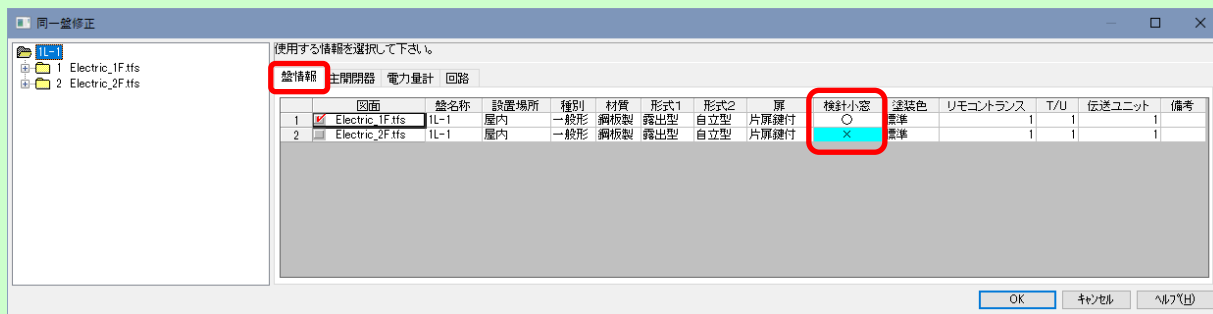 同一盤修正
1L-1
1 Electric_1F.tfs
2 Electric_2F.tfs
使用する情報を選択して下さい。
盤情報 主開閉器 電力量計 回路
図面 盤名称 設置場所 種別 材質 形式1 形式2 扉 検針小窓 塗装色 リモコントランス T/U 伝送ユニット 備考
1 Electric_1F.tfs 1L-1 屋内 一般形 鋼板製 露出型 自立型 片扉鍵付 ○ 標準 1 1 1
2 Electric_2F.tfs 1L-1 屋内 一般形 鋼板製 露出型 自立型 片扉鍵付 × 標準 1 1 1
OK キャンセル ヘルプ(H)